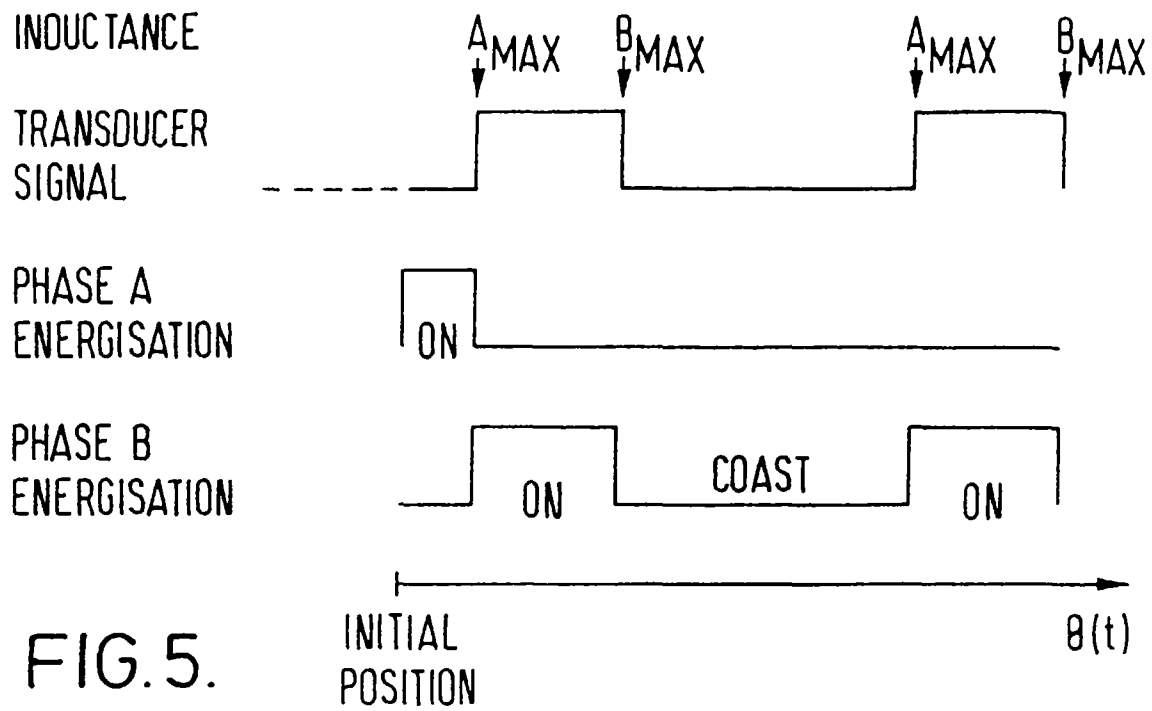 INDUCTANCE
A MAX B MAX A MAX B MAX
TRANSDUCER
SIGNAL
PHASE A
ENERGISATION
ON
PHASE B
ENERGISATION
ON COAST ON
INITIAL
POSITION
θ(t)
FIG. 5.